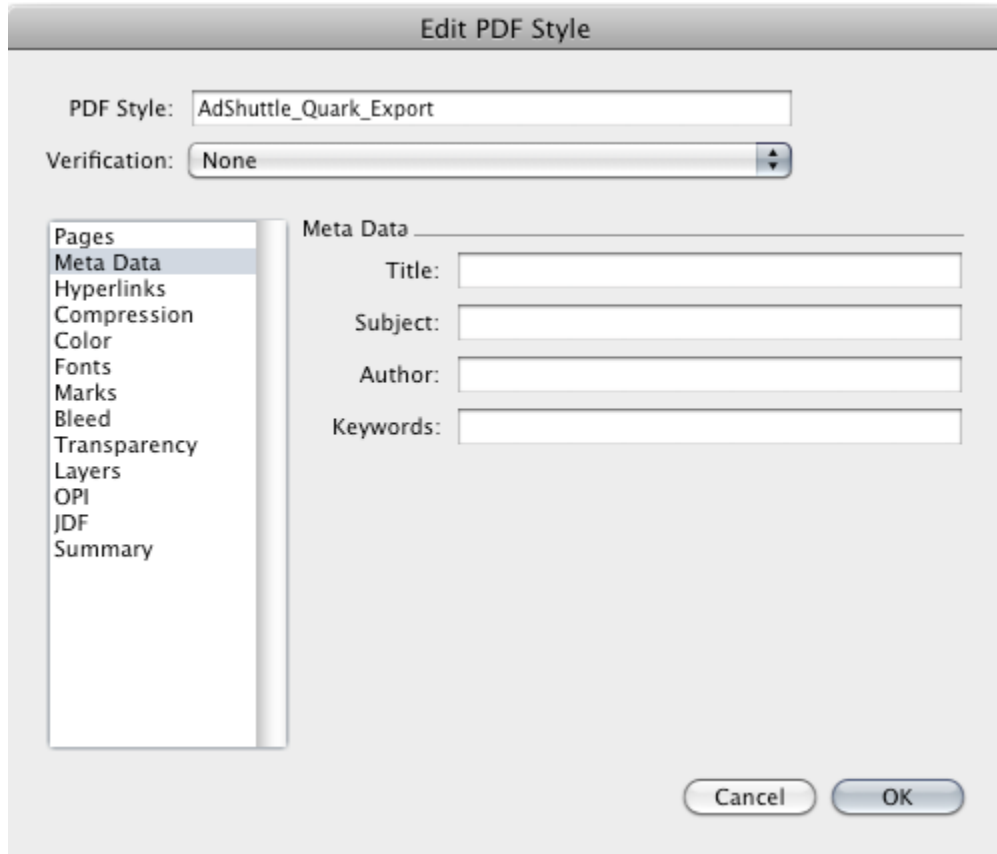 Edit PDF Style
PDF Style: AdShuttle_Quark_Export
Verification: None
Pages
Meta Data
Hyperlinks
Compression
Color
Fonts
Marks
Bleed
Transparency
Layers
OPI
JDF
Summary
Meta Data
Title:
Subject:
Author:
Keywords:
Cancel
OK